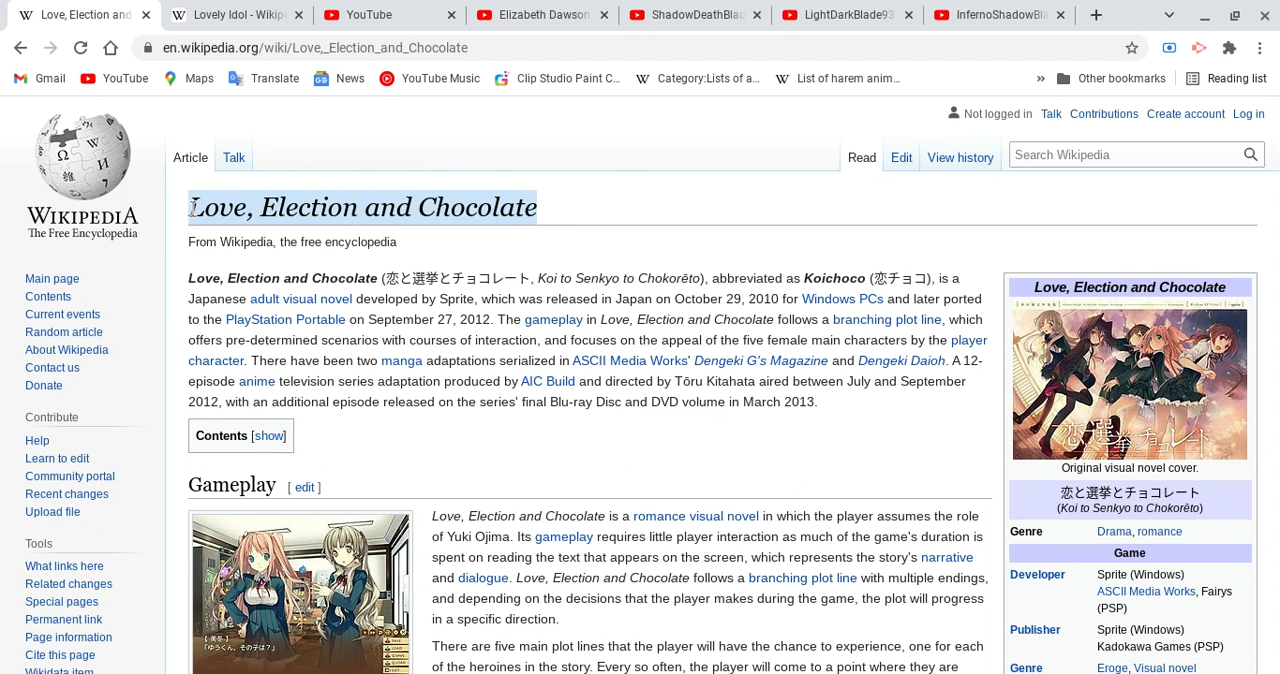 Love, Election and
Lovely Idol - Wikip
YouTube
Elizabeth Dawson
ShadowDeathBlad
LightDarkBlade93
InfernoShadowBla
en.wikipedia.org/wiki/Love,_Election_and_Chocolate
Gmail
YouTube
Maps
Translate
News
YouTube Music
Clip Studio Paint C...
Category:Lists of a...
List of harem anim...
»
Other bookmarks
Reading list
Not logged in Talk Contributions Create account Log in
Article Talk
Read Edit View history
Search Wikipedia
WIKIPEDIA
The Free Encyclopedia
Main page
Contents
Current events
Random article
About Wikipedia
Contact us
Donate
Contribute
Help
Learn to edit
Community portal
Recent changes
Upload file
Tools
What links here
Related changes
Special pages
Permanent link
Page information
Cite this page
Wikidata item
Love, Election and Chocolate
From Wikipedia, the free encyclopedia
Love, Election and Chocolate (恋と選挙とチョコレート, Koi to Senkyo to Chokorēto), abbreviated as Koichoco (恋チョコ), is a
Japanese adult visual novel developed by Sprite, which was released in Japan on October 29, 2010 for Windows PCs and later ported
to the PlayStation Portable on September 27, 2012. The gameplay in Love, Election and Chocolate follows a branching plot line, which
offers pre-determined scenarios with courses of interaction, and focuses on the appeal of the five female main characters by the player
character. There have been two manga adaptations serialized in ASCII Media Works' Dengeki G's Magazine and Dengeki Daioh. A 12-
episode anime television series adaptation produced by AIC Build and directed by Tōru Kitahata aired between July and September
2012, with an additional episode released on the series' final Blu-ray Disc and DVD volume in March 2013.
Contents [show]
Gameplay [ edit ]
【 美冬 】
「ゆうくん、その子は？」
Love, Election and Chocolate is a romance visual novel in which the player assumes the role
of Yuki Ojima. Its gameplay requires little player interaction as much of the game's duration is
spent on reading the text that appears on the screen, which represents the story's narrative
and dialogue. Love, Election and Chocolate follows a branching plot line with multiple endings,
and depending on the decisions that the player makes during the game, the plot will progress
in a specific direction.
There are five main plot lines that the player will have the chance to experience, one for each
of the heroines in the story. Every so often, the player will come to a point where they are
Love, Election and Chocolate
恋と選挙とチョコレート
Original visual novel cover.
恋と選挙とチョコレート
(Koi to Senkyo to Chokorēto)
Genre Drama, romance
Game
Developer Sprite (Windows)
ASCII Media Works, Fairys
(PSP)
Publisher Sprite (Windows)
Kadokawa Games (PSP)
Genre Eroge, Visual novel